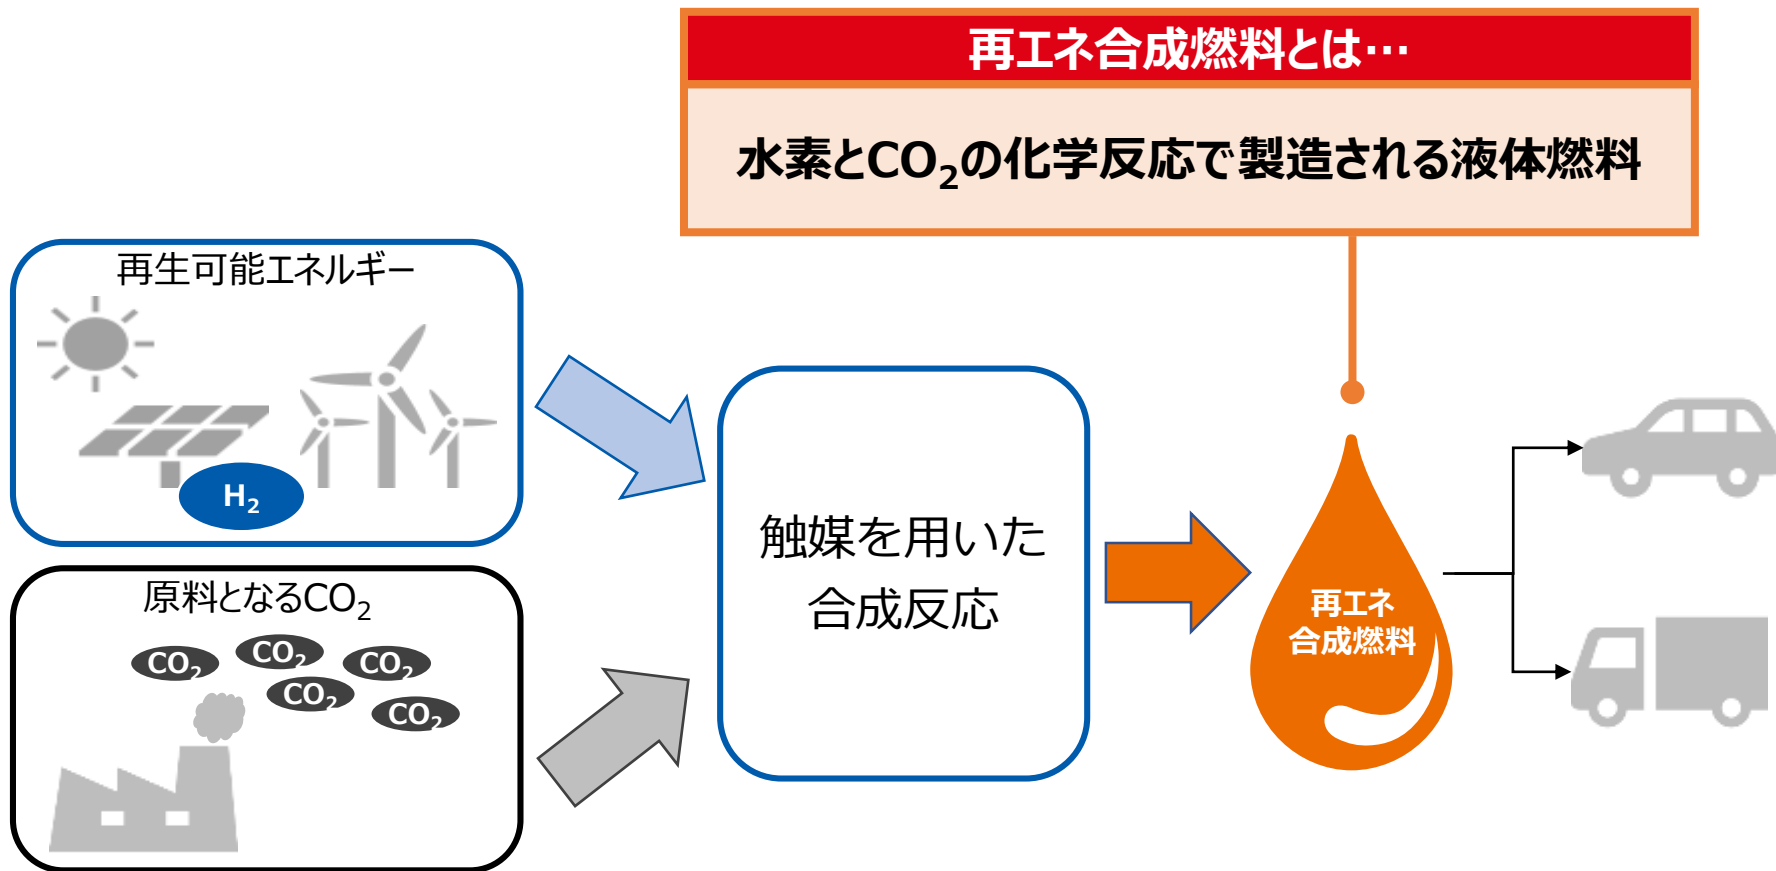 再エネ合成燃料とは…
水素とCO₂の化学反応で製造される液体燃料
再生可能エネルギー
H₂
原料となるCO₂
CO₂
CO₂
CO₂
CO₂
CO₂
触媒を用いた
合成反応
再エネ
合成燃料